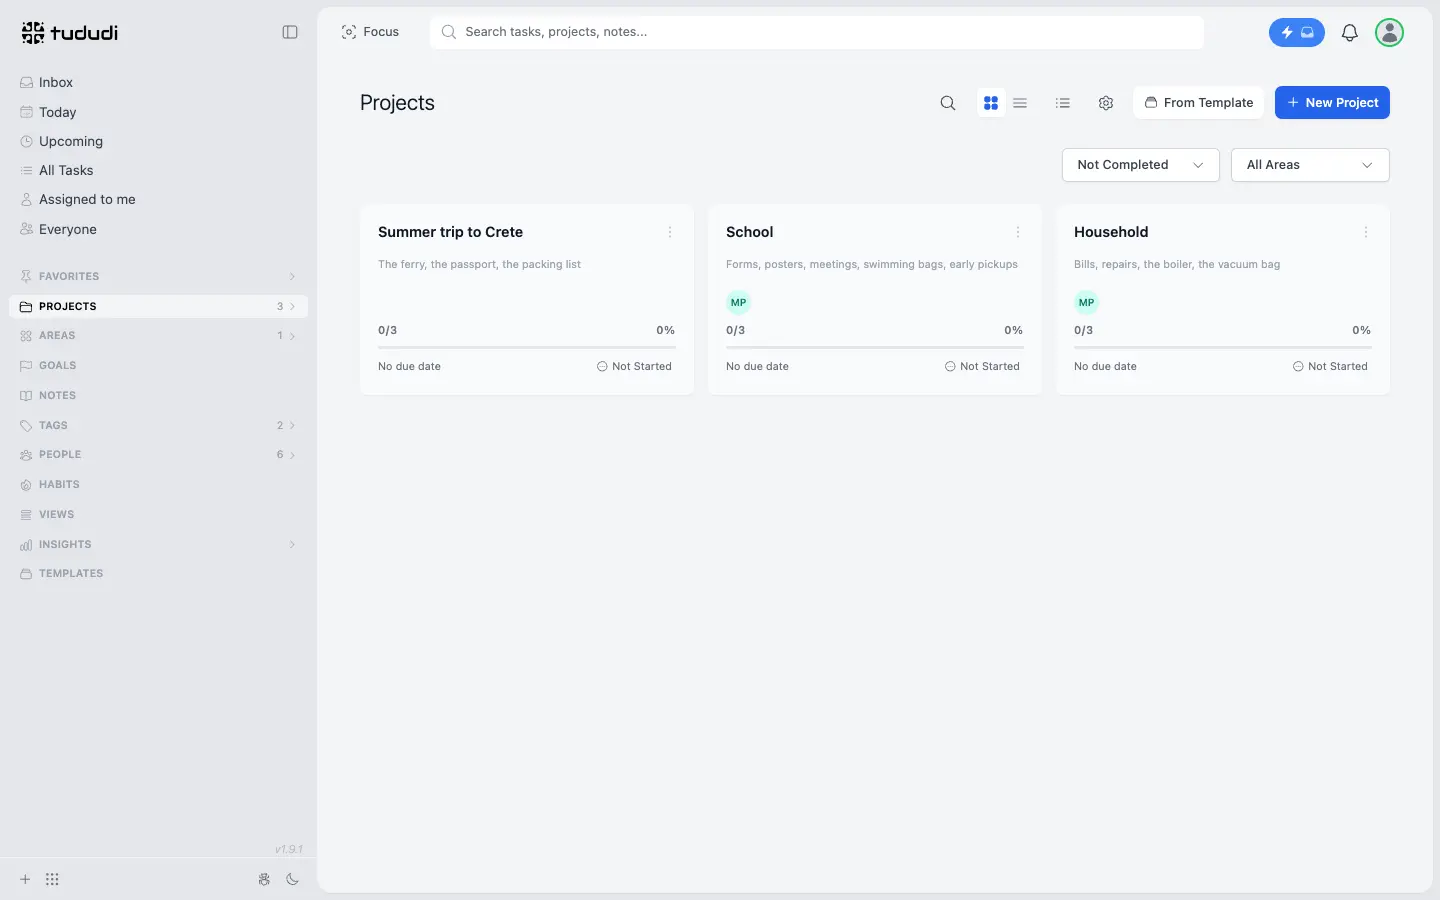 tududi
Focus
Search tasks, projects, notes...
Inbox
Today
Upcoming
All Tasks
Assigned to me
Everyone
FAVORITES
PROJECTS 3
AREAS 1
GOALS
NOTES
TAGS 2
PEOPLE 6
HABITS
VIEWS
INSIGHTS
TEMPLATES
v1.9.1
Projects
From Template
New Project
Not Completed
All Areas
Summer trip to Crete
The ferry, the passport, the packing list
0/3 0%
No due date Not Started
School
Forms, posters, meetings, swimming bags, early pickups
MP
0/3 0%
No due date Not Started
Household
Bills, repairs, the boiler, the vacuum bag
MP
0/3 0%
No due date Not Started